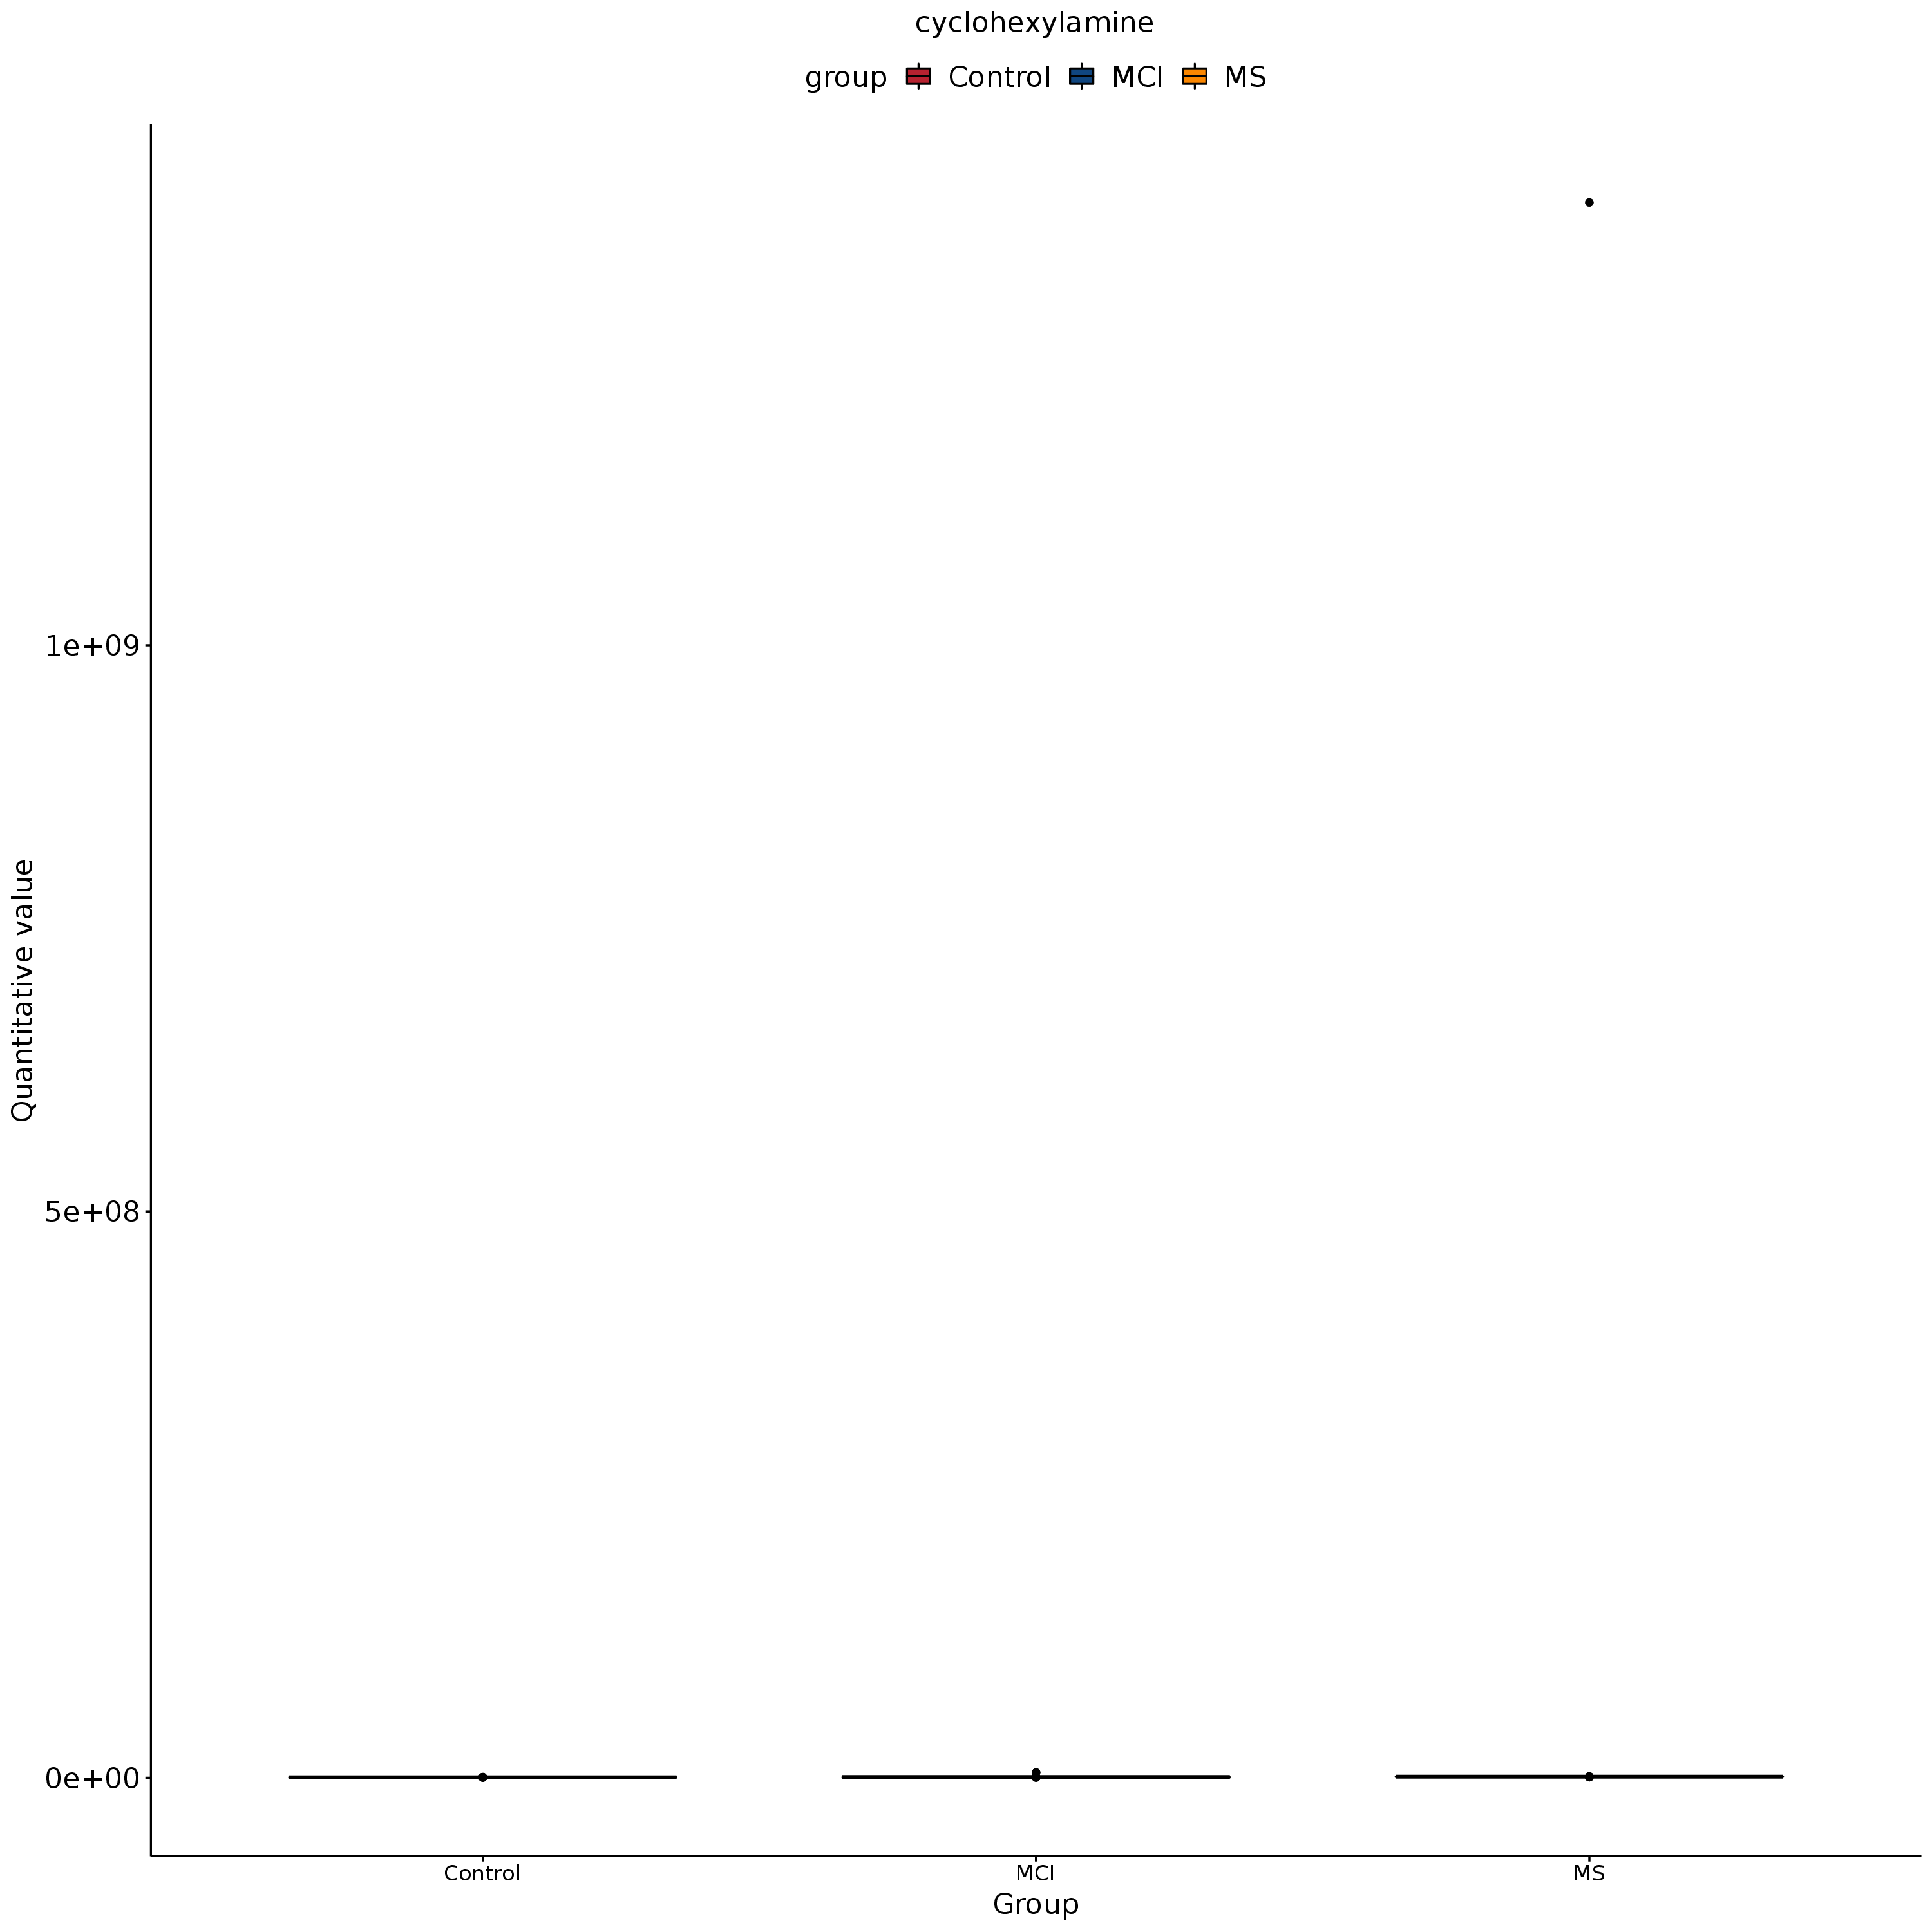 cyclohexylamine
group Control MCI MS
Quantitative value
1e+09
5e+08
0e+00
Control MCI MS
Group